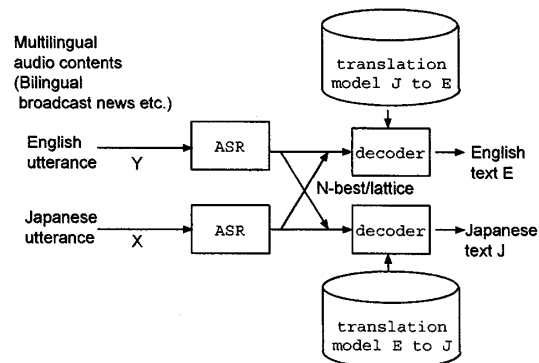 Multilingual
audio contents
(Bilingual
broadcast news etc.)
translation
model J to E
English
utterance
Y
ASR
decoder
English
text E
N-best/lattice
Japanese
utterance
X
ASR
decoder
Japanese
text J
translation
model E to J